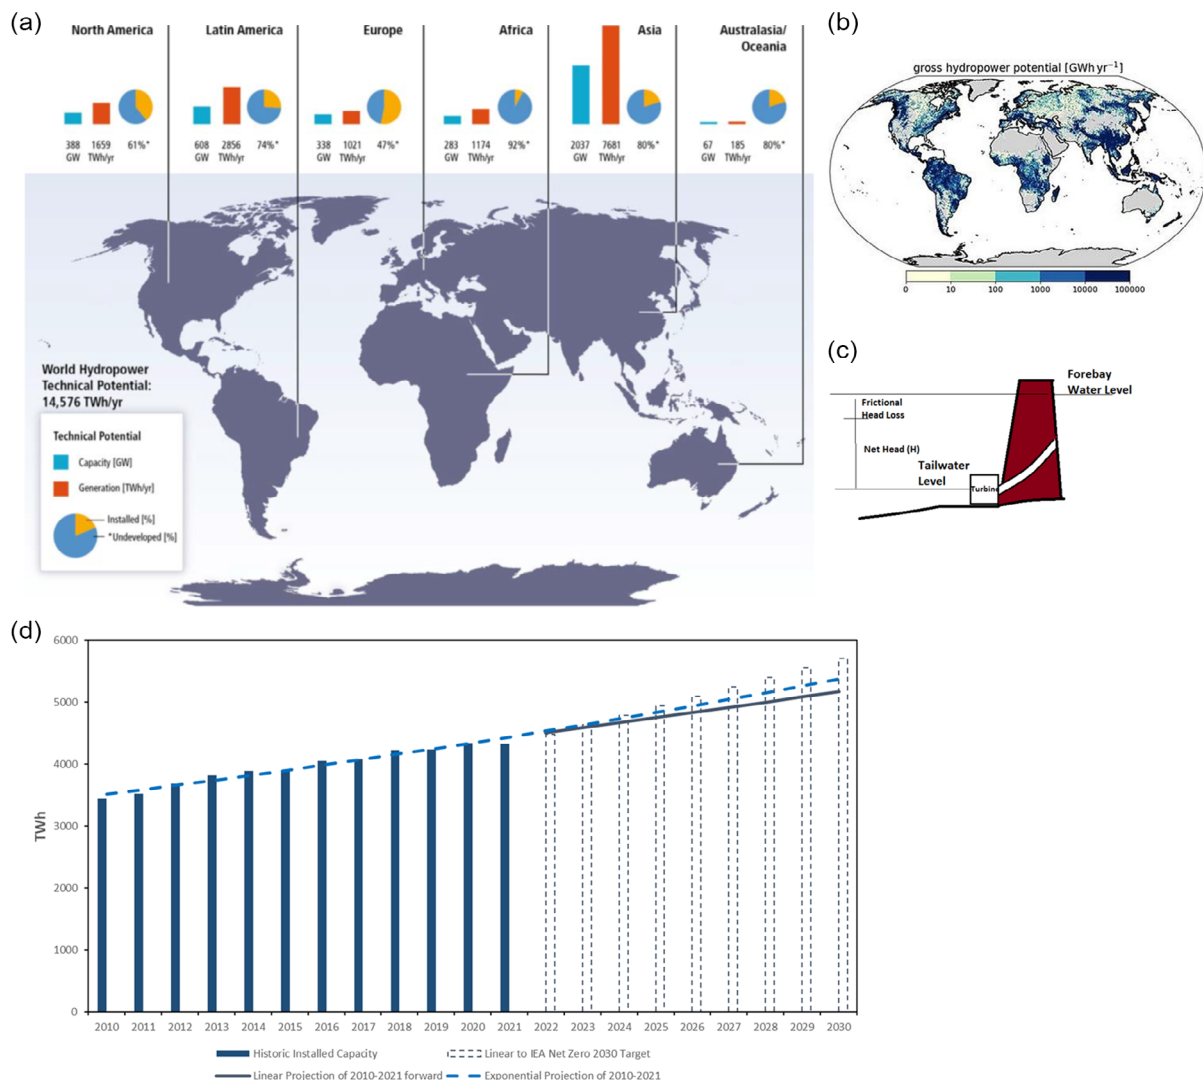 (a)
North America
Latin America
Europe
Africa
Asia
Australasia/
Oceania
388
GW
1659
TWh/yr
61%*
608
GW
2856
TWh/yr
74%*
338
GW
1021
TWh/yr
47%*
283
GW
1174
TWh/yr
92%*
2037
GW
7681
TWh/yr
80%*
67
GW
185
TWh/yr
80%*
World Hydropower
Technical Potential:
14,576 TWh/yr
Technical Potential
Capacity [GW]
Generation [TWh/yr]
Installed [%]
*Undeveloped [%]
(b)
gross hydropower potential [GWh yr⁻¹]
0 10 100 1000 10000 100000
(c)
Forebay
Water Level
Frictional
Head Loss
Net Head (H)
Tailwater
Level
Turbine
(d)
6000
5000
4000
3000
2000
1000
0
TWh
2010 2011 2012 2013 2014 2015 2016 2017 2018 2019 2020 2021 2022 2023 2024 2025 2026 2027 2028 2029 2030
Historic Installed Capacity
Linear to IEA Net Zero 2030 Target
Linear Projection of 2010-2021 forward
Exponential Projection of 2010-2021